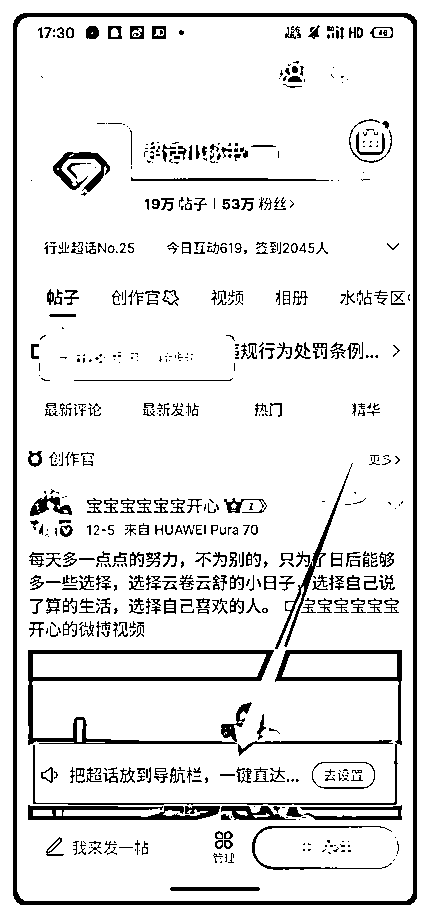 17:30
HD 46
19万 帖子 | 53万 粉丝>
行业超话No.25 今日互动619，签到2045人
帖子 创作官 视频 相册 水帖专区
规行为处罚条例... >
最新评论 最新发帖 热门 精华
创作官 更多>
宝宝宝宝宝宝开心
12-5 来自 HUAWEI Pura 70
每天多一点点的努力，不为别的，只为了日后能够
多一些选择，选择云卷云舒的小日子，选择自己说
了算的生活，选择自己喜欢的人。 宝宝宝宝宝宝
开心的微博视频
把超话放到导航栏，一键直达... 去设置
我来发一帖 管理